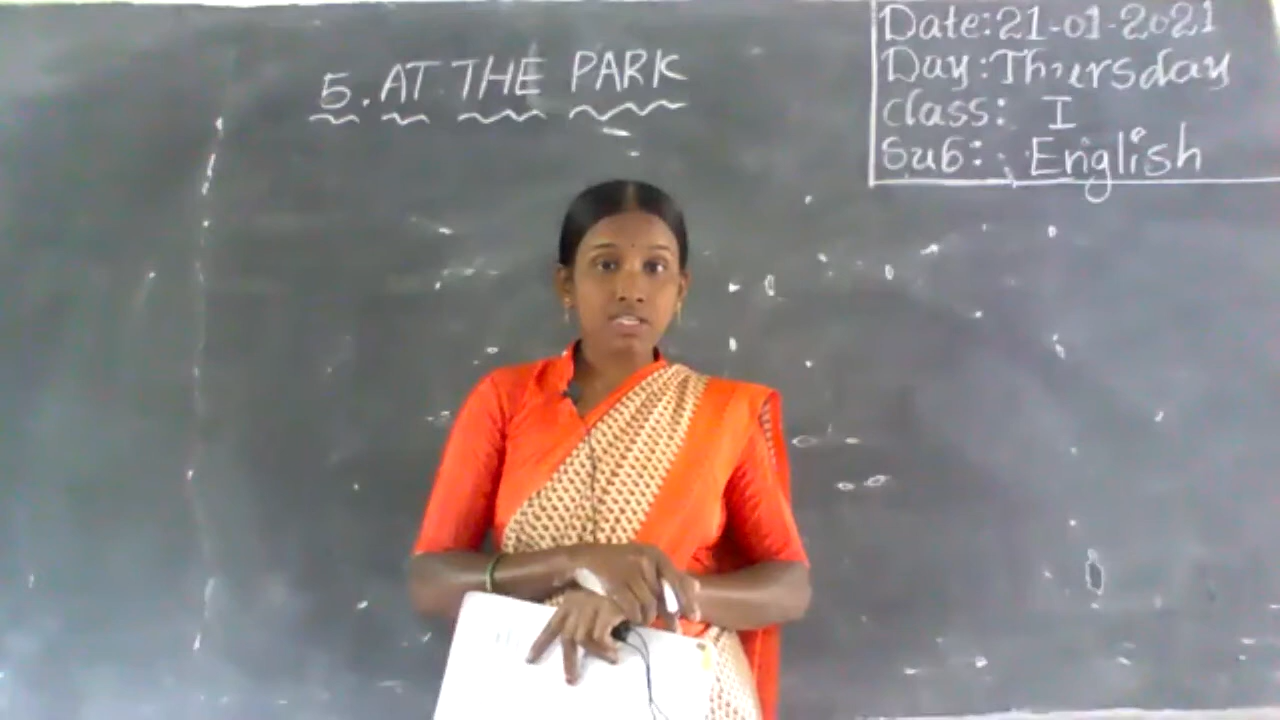 5. AT THE PARK
Date: 21-01-2021
Day: Thursday
class: I
Sub: English